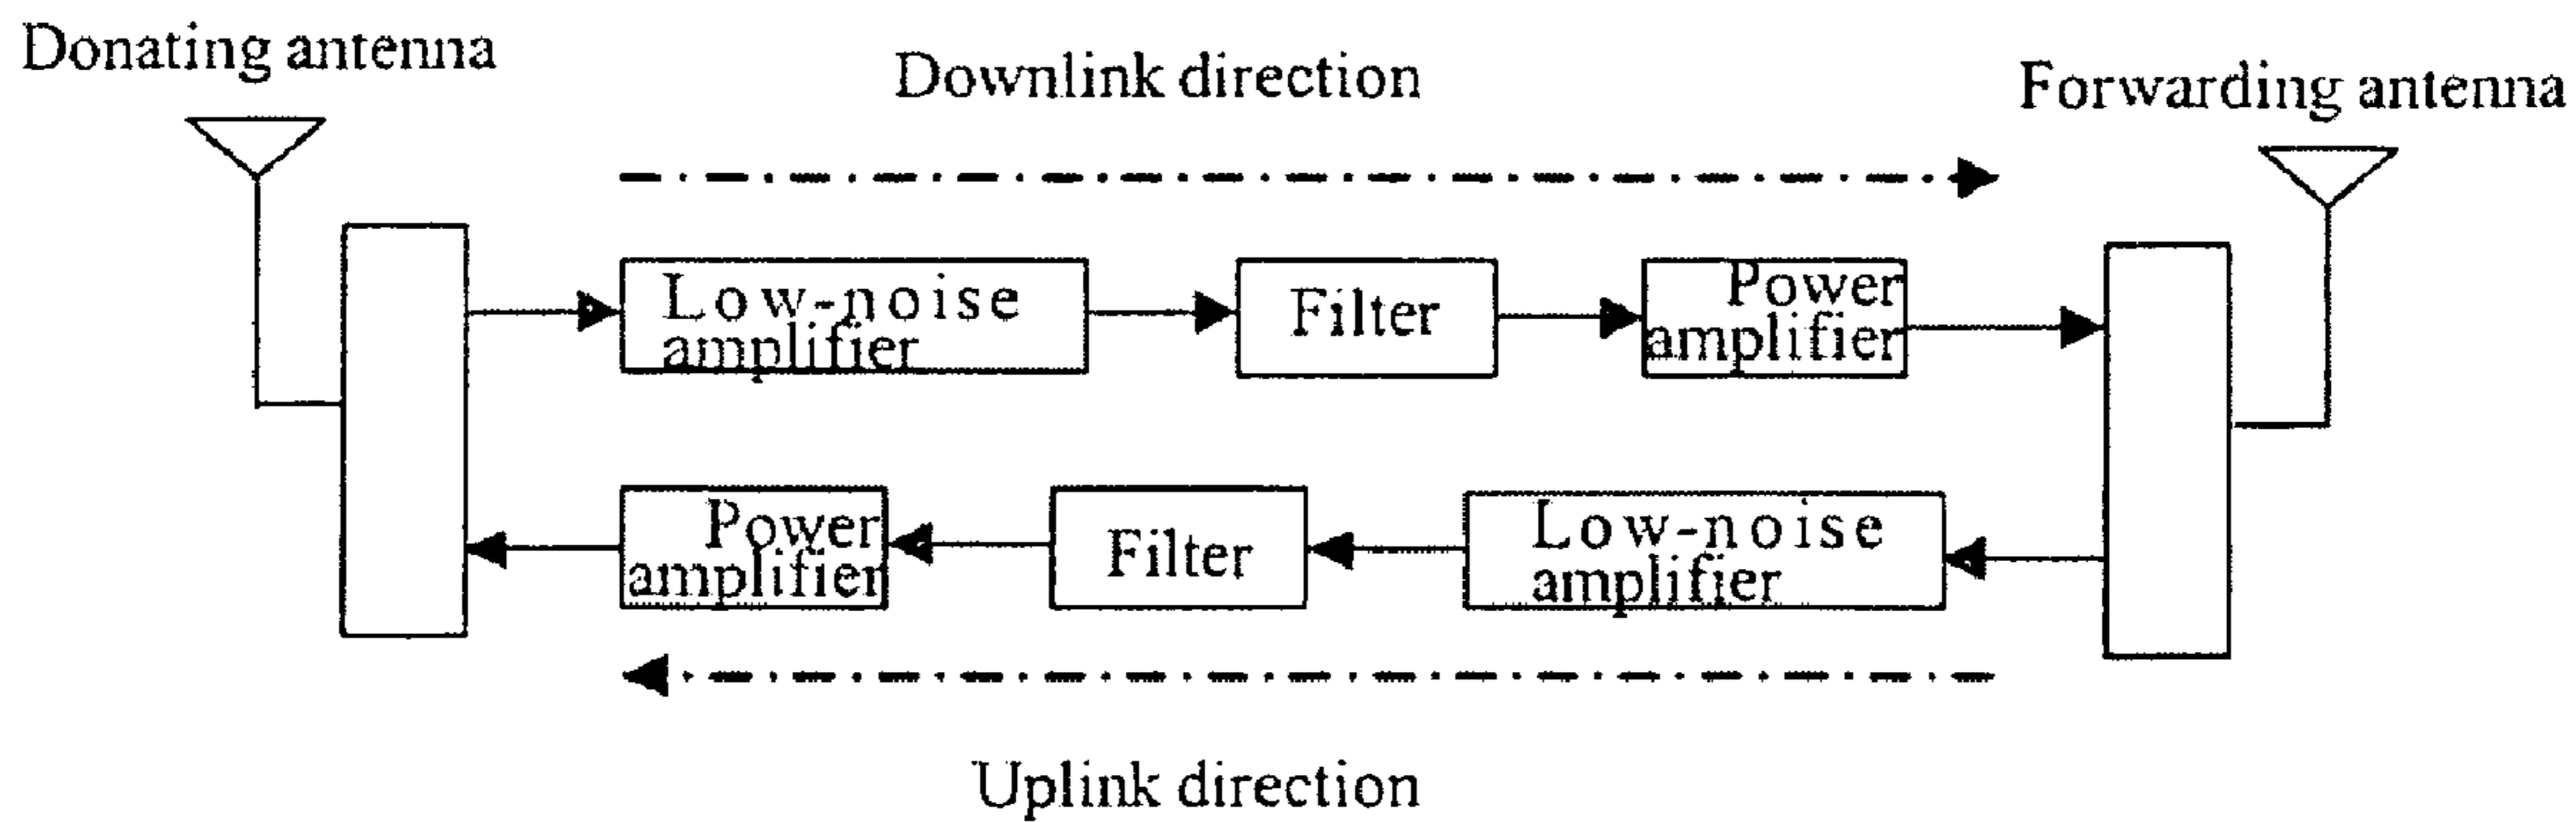 Donating antenna
Downlink direction
Forwarding antenna
Low-noise
amplifier
Filter
Power
amplifier
Power
amplifier
Filter
Low-noise
amplifier
Uplink direction